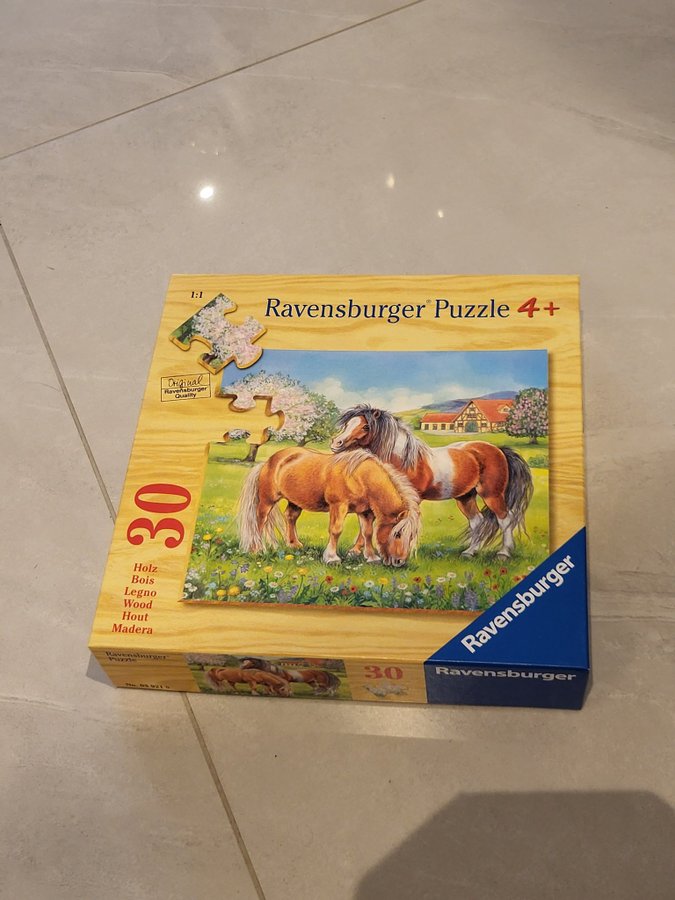 1:1
Ravensburger® Puzzle 4+
Original
Ravensburger
Quality
30
Holz
Bois
Legno
Wood
Hout
Madera
Ravensburger
Ravensburger
Puzzle
30
Ravensburger